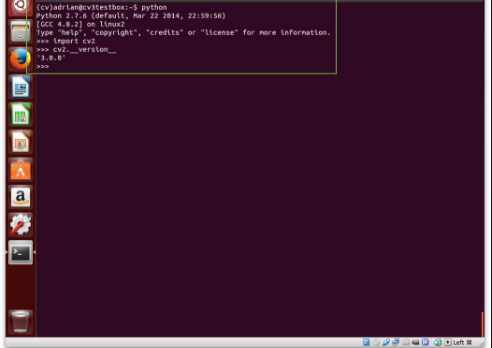 (cv)adrian@cv3testbox:~$ python
Python 2.7.6 (default, Mar 22 2014, 22:59:56)
[GCC 4.8.2] on linux2
Type "help", "copyright", "credits" or "license" for more information.
>>> import cv2
>>> cv2.__version__
'3.0.0'
>>>
Left ⌘